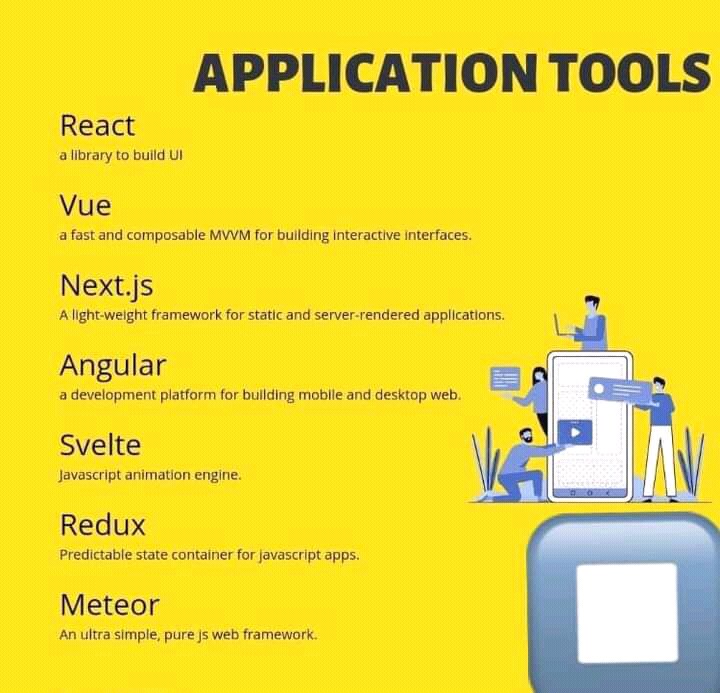 APPLICATION TOOLS
React
a library to build UI
Vue
a fast and composable MVVM for building interactive interfaces.
Next.js
A light-weight framework for static and server-rendered applications.
Angular
a development platform for building mobile and desktop web.
Svelte
Javascript animation engine.
Redux
Predictable state container for javascript apps.
Meteor
An ultra simple, pure js web framework.